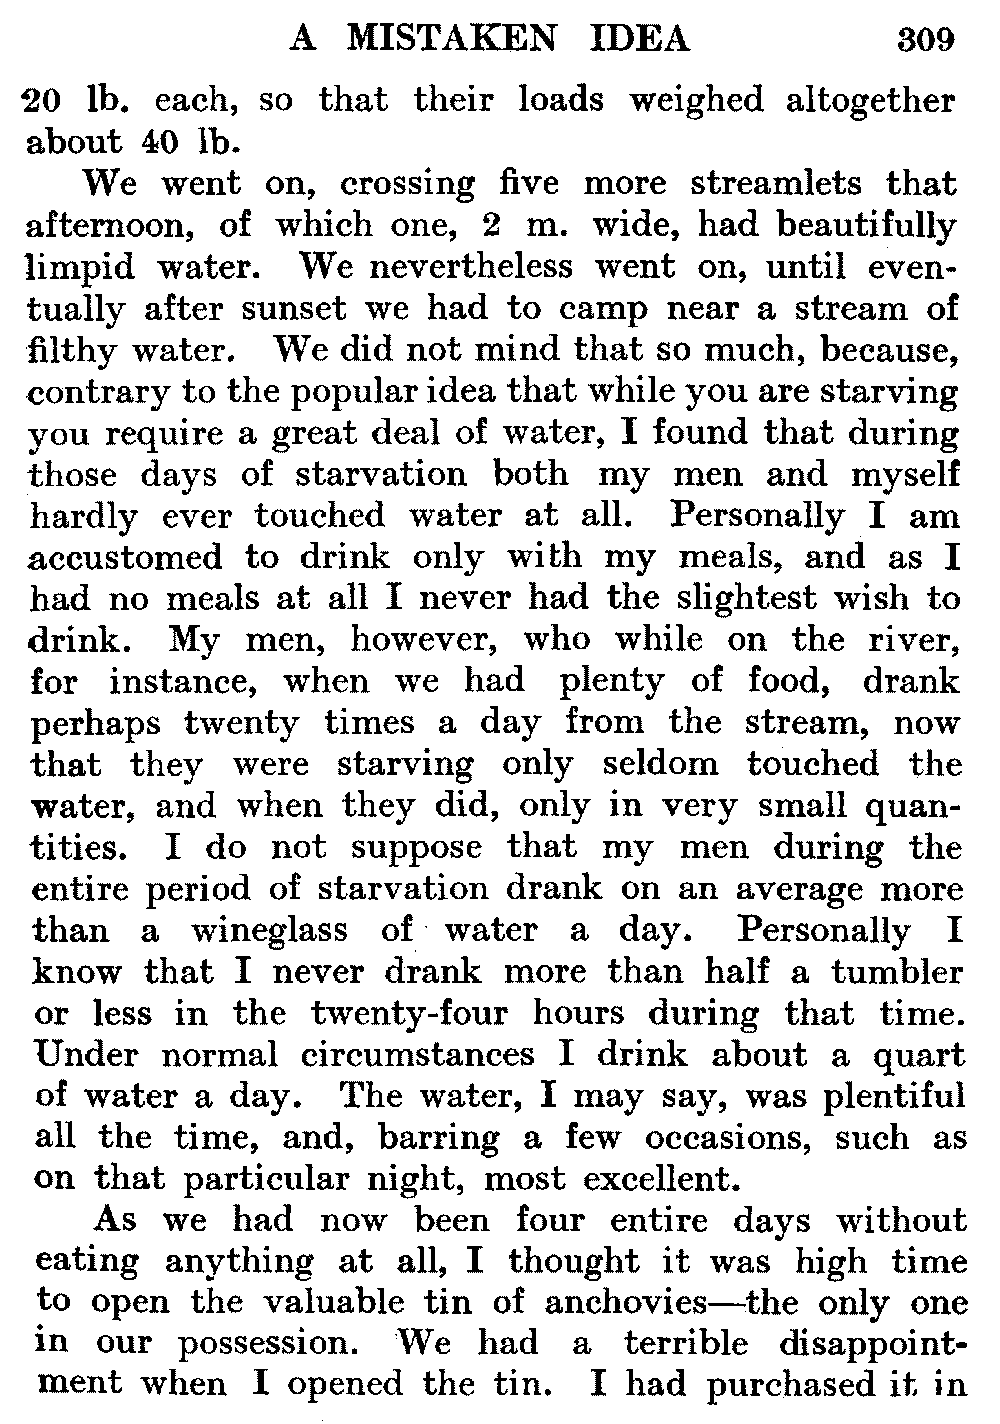 A MISTAKEN IDEA 309
20 lb. each, so that their loads weighed altogether
about 40 lb.
We went on, crossing five more streamlets that
afternoon, of which one, 2 m. wide, had beautifully
limpid water. We nevertheless went on, until even-
tually after sunset we had to camp near a stream of
filthy water. We did not mind that so much, because,
contrary to the popular idea that while you are starving
you require a great deal of water, I found that during
those days of starvation both my men and myself
hardly ever touched water at all. Personally I am
accustomed to drink only with my meals, and as I
had no meals at all I never had the slightest wish to
drink. My men, however, who while on the river,
for instance, when we had plenty of food, drank
perhaps twenty times a day from the stream, now
that they were starving only seldom touched the
water, and when they did, only in very small quan-
tities. I do not suppose that my men during the
entire period of starvation drank on an average more
than a wineglass of water a day. Personally I
know that I never drank more than half a tumbler
or less in the twenty-four hours during that time.
Under normal circumstances I drink about a quart
of water a day. The water, I may say, was plentiful
all the time, and, barring a few occasions, such as
on that particular night, most excellent.
As we had now been four entire days without
eating anything at all, I thought it was high time
to open the valuable tin of anchovies—the only one
in our possession. We had a terrible disappoint-
ment when I opened the tin. I had purchased it in